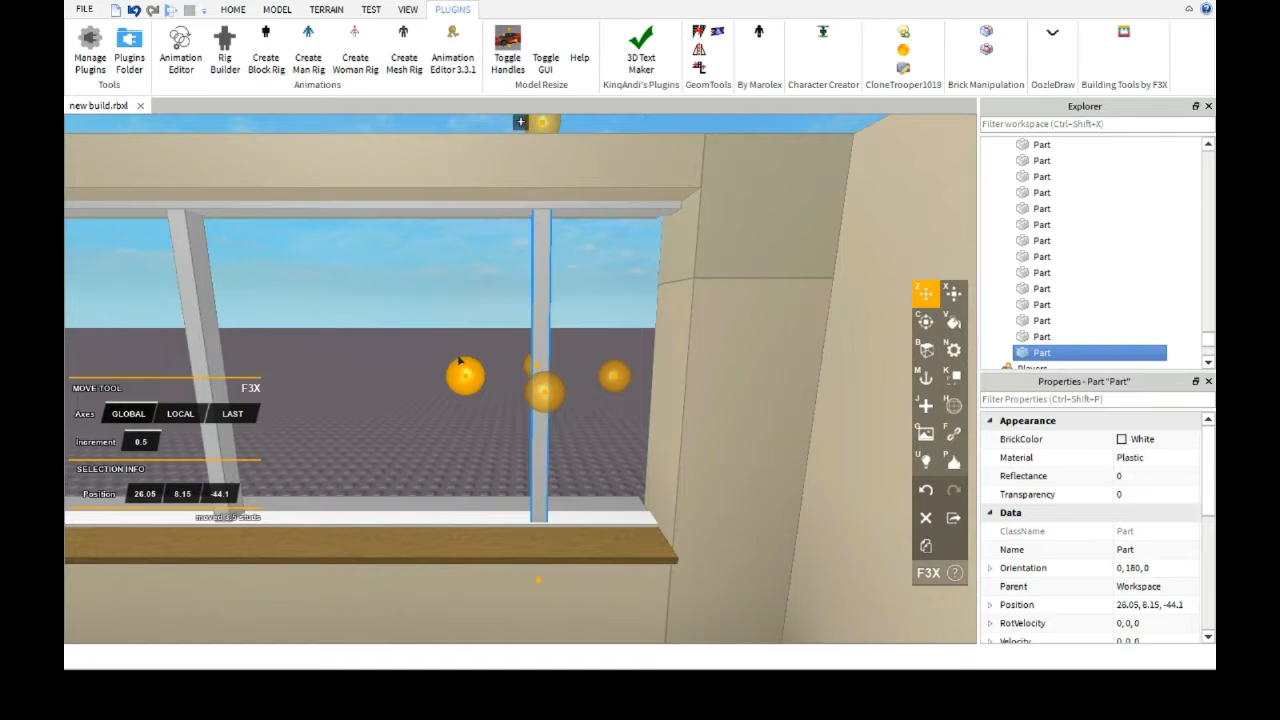 FILE HOME MODEL TERRAIN TEST VIEW PLUGINS
Manage Plugins
Plugins Folder
Animation Editor
Rig Builder
Create Block Rig
Create Man Rig
Create Woman Rig
Create Mesh Rig
Animation Editor 3.3.1
Toggle Handles
Toggle GUI
Help
3D Text Maker
Tools Animations Model Resize KinqAndi's Plugins GeomTools By Marolex Character Creator CloneTrooper1019 Brick Manipulation OozleDraw Building Tools by F3X
new build.rbxl
Explorer
Filter workspace (Ctrl+Shift+X)
Part
Part
Part
Part
Part
Part
Part
Part
Part
Part
Part
Part
Part
Part
Properties - Part "Part"
Filter Properties (Ctrl+Shift+P)
Appearance
BrickColor White
Material Plastic
Reflectance 0
Transparency 0
Data
ClassName Part
Name Part
Orientation 0, 180, 0
Parent Workspace
Position 26.05, 8.15, -44.1
RotVelocity 0, 0, 0
MOVE TOOL F3X
Axes GLOBAL LOCAL LAST
Increment 0.5
SELECTION INFO
Position 26.05 8.15 -44.1
Z X
C V
B N
M K
J H
G F
U P
F3X ?